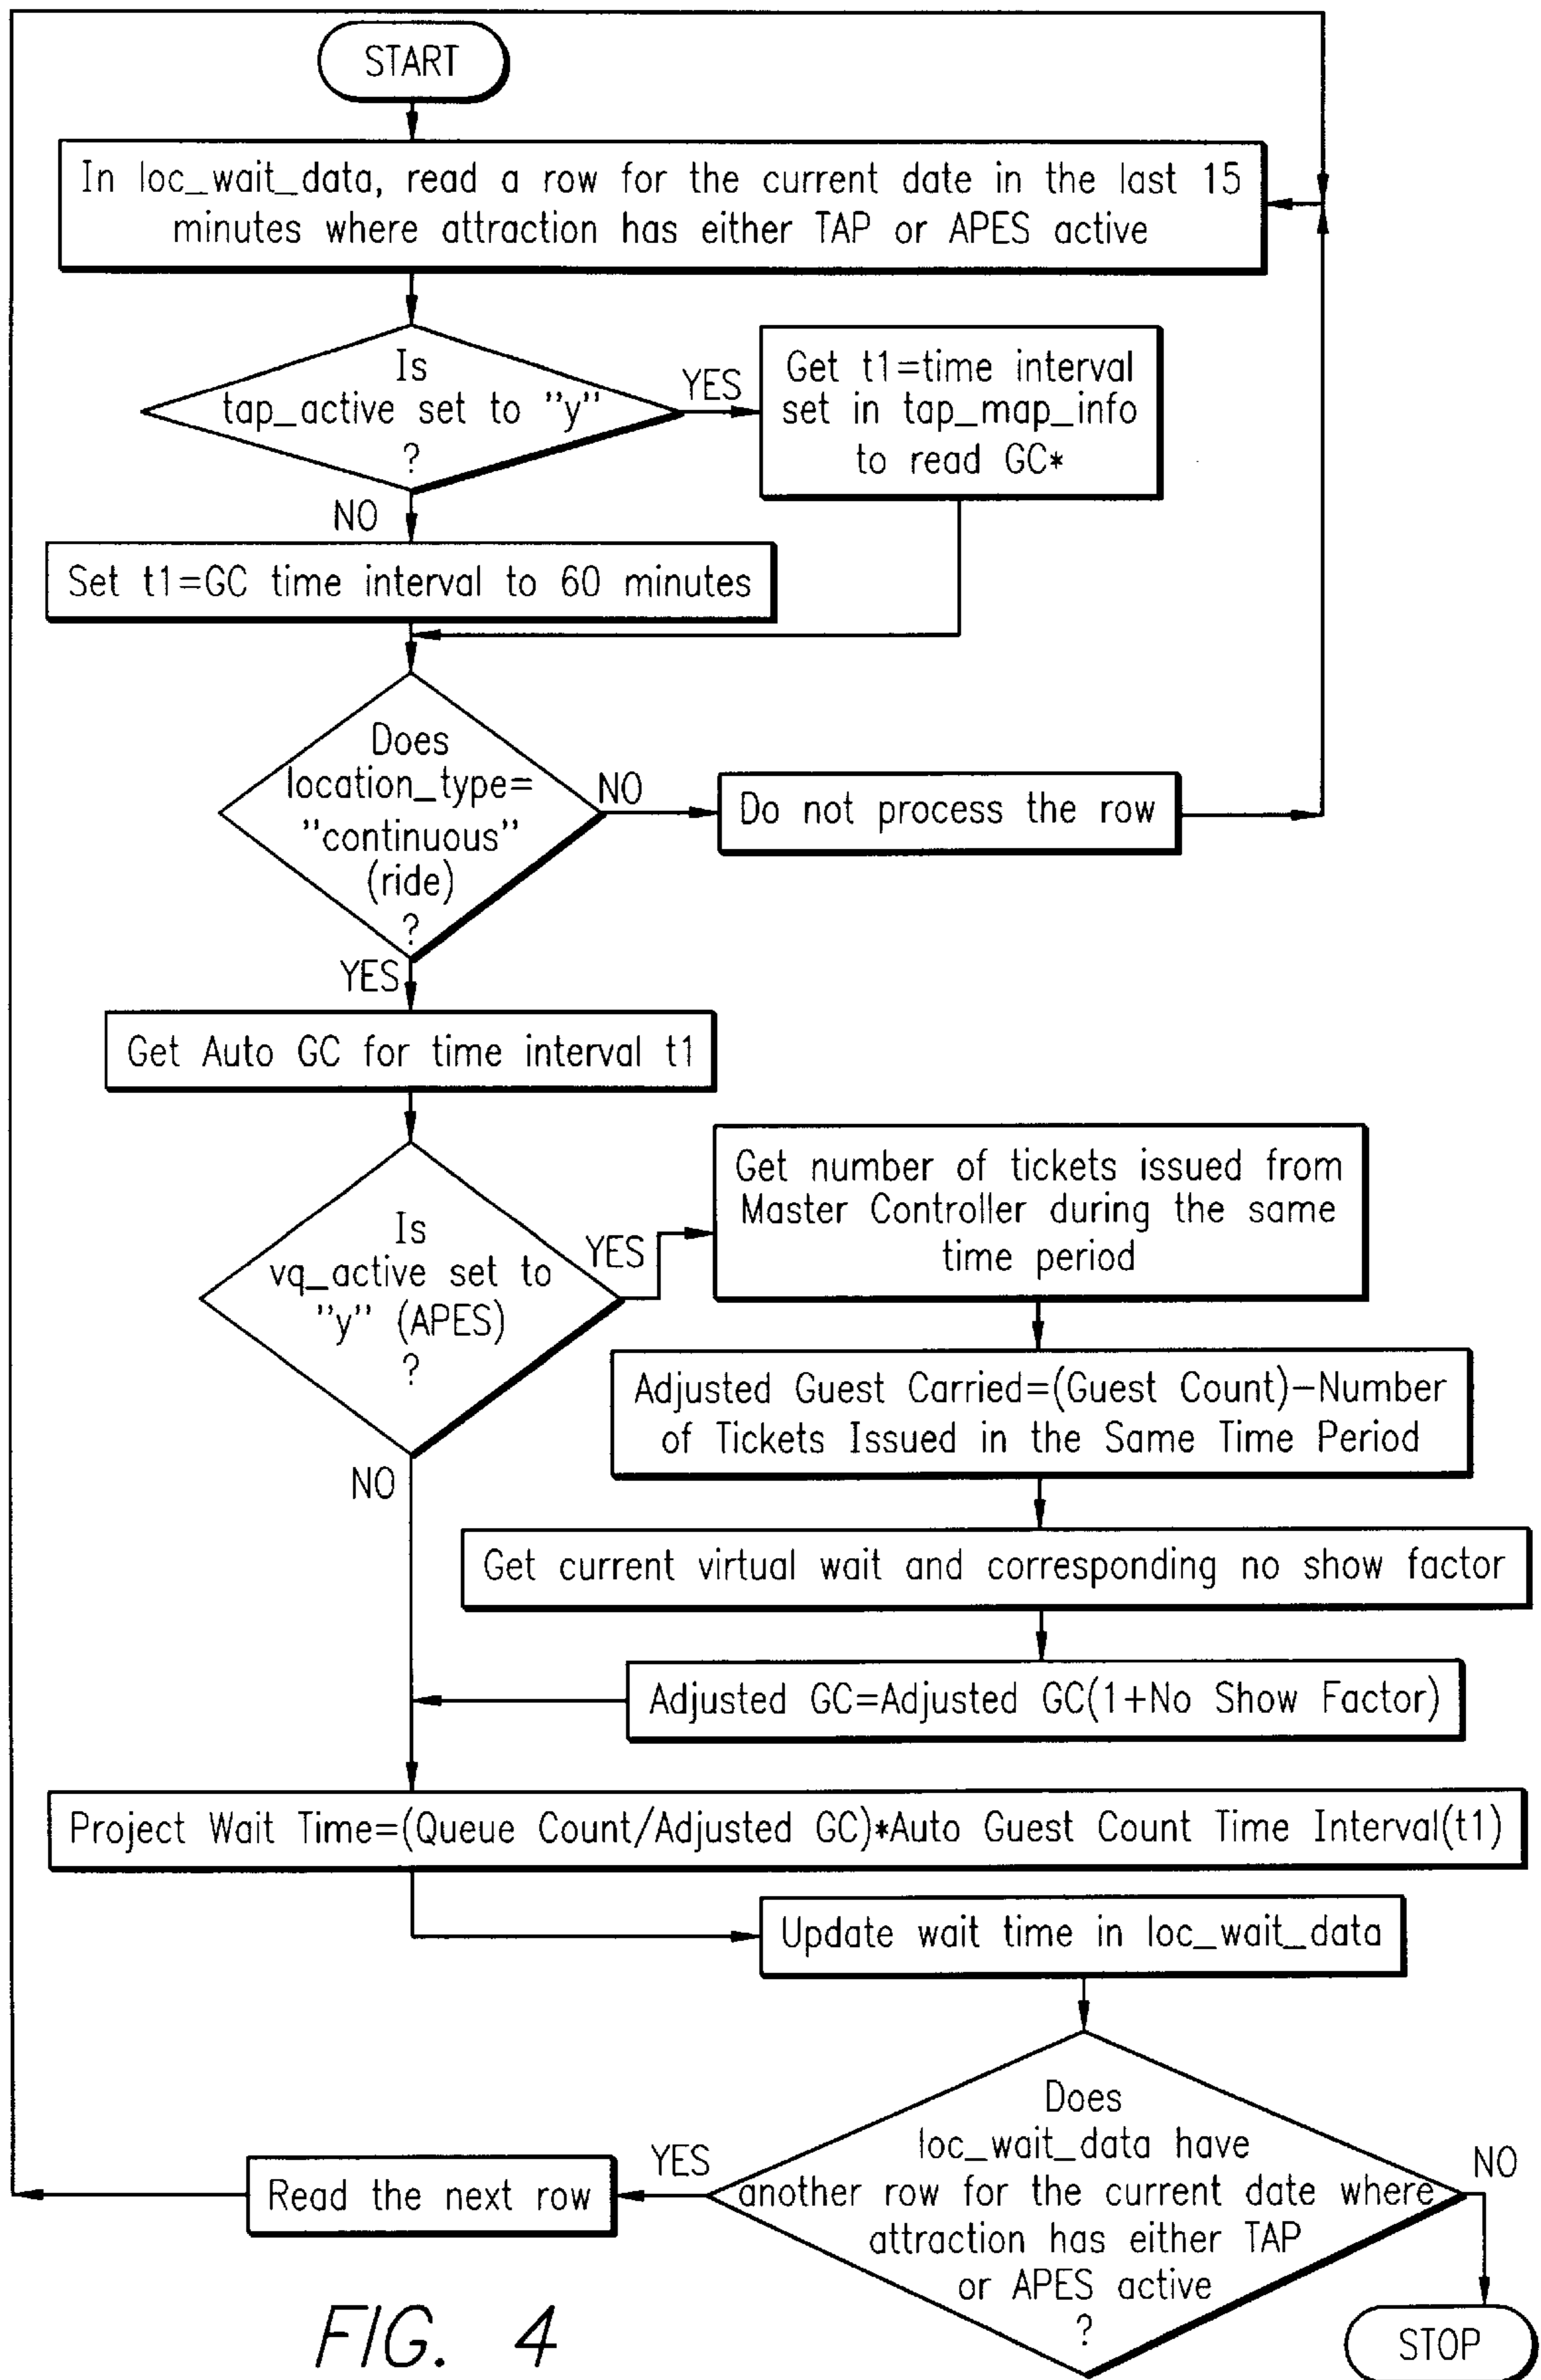 START
In loc_wait_data, read a row for the current date in the last 15
minutes where attraction has either TAP or APES active
Is
tap_active set to "y"
?
YES
Get t1=time interval
set in tap_map_info
to read GC*
NO
Set t1=GC time interval to 60 minutes
Does
location_type=
"continuous"
(ride)
?
NO
Do not process the row
YES
Get Auto GC for time interval t1
Is
vq_active set to
"y" (APES)
?
YES
Get number of tickets issued from
Master Controller during the same
time period
Adjusted Guest Carried=(Guest Count)-Number
of Tickets Issued in the Same Time Period
NO
Get current virtual wait and corresponding no show factor
Adjusted GC=Adjusted GC(1+No Show Factor)
Project Wait Time=(Queue Count/Adjusted GC)*Auto Guest Count Time Interval(t1)
Update wait time in loc_wait_data
Does
loc_wait_data have
another row for the current date where
attraction has either TAP
or APES active
?
YES
Read the next row
NO
STOP
FIG. 4